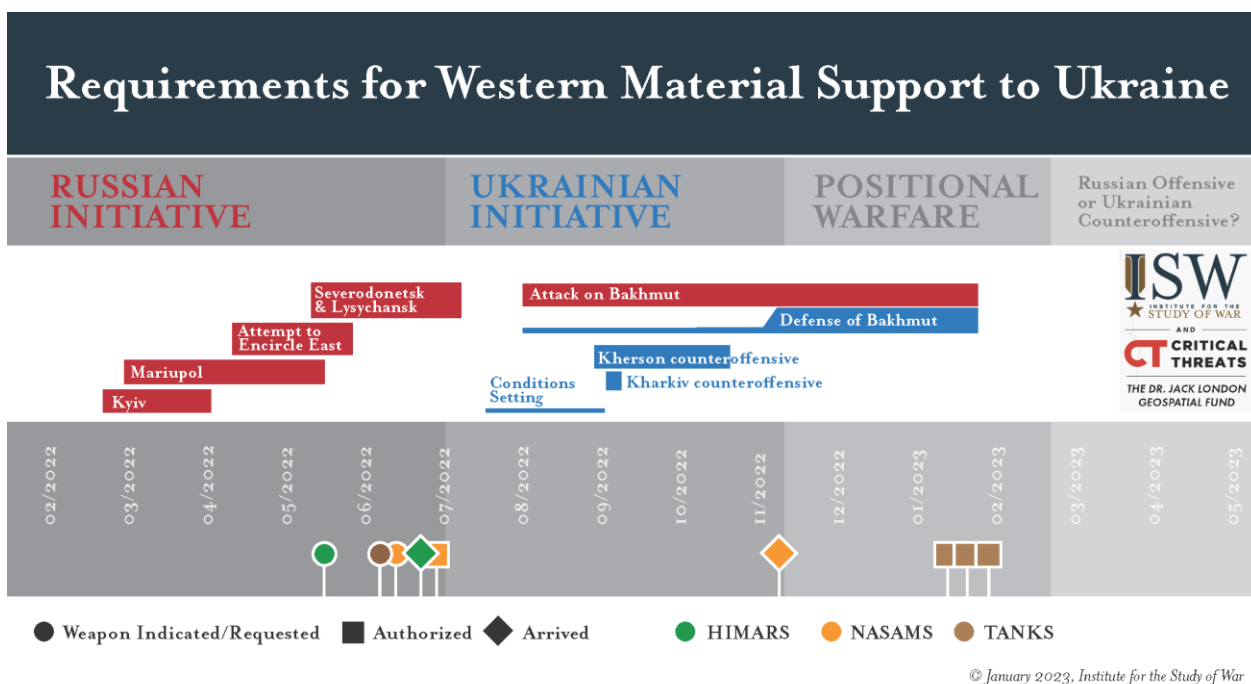 Requirements for Western Material Support to Ukraine
RUSSIAN
INITIATIVE
UKRAINIAN
INITIATIVE
POSITIONAL
WARFARE
Russian Offensive
or Ukrainian
Counteroffensive?
Severodonetsk
& Lysychansk
Attempt to
Encircle East
Mariupol
Kyiv
Attack on Bakhmut
Defense of Bakhmut
Kherson counteroffensive
Kharkiv counteroffensive
Conditions
Setting
ISW
INSTITUTE FOR THE
STUDY OF WAR
AND
CT CRITICAL
THREATS
THE DR. JACK LONDON
GEOSPATIAL FUND
02/2022
03/2022
04/2022
05/2022
06/2022
07/2022
08/2022
09/2022
10/2022
11/2022
12/2022
01/2023
02/2023
03/2023
04/2023
05/2023
Weapon Indicated/Requested
Authorized
Arrived
HIMARS
NASAMS
TANKS
© January 2023, Institute for the Study of War